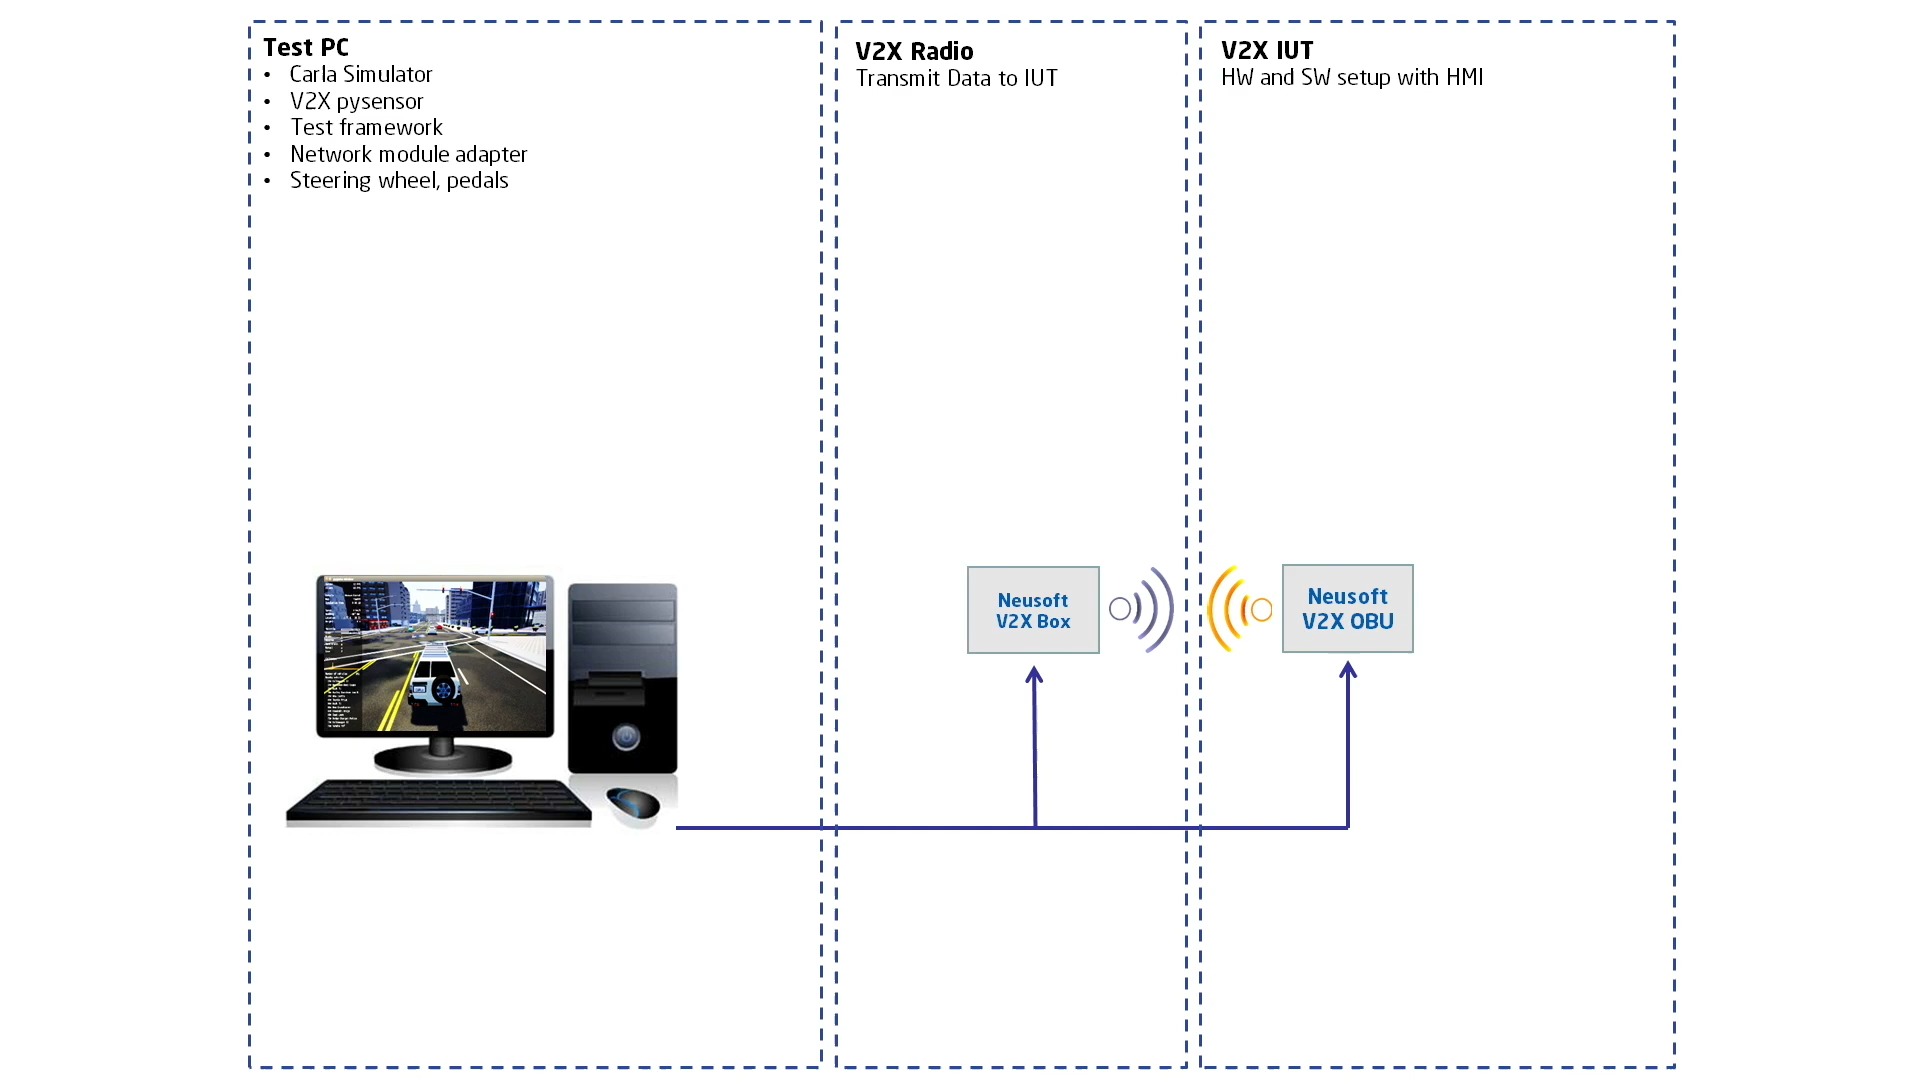 Test PC
• Carla Simulator
• V2X pysensor
• Test framework
• Network module adapter
• Steering wheel, pedals
V2X Radio
Transmit Data to IUT
V2X IUT
HW and SW setup with HMI
Neusoft
V2X Box
Neusoft
V2X OBU